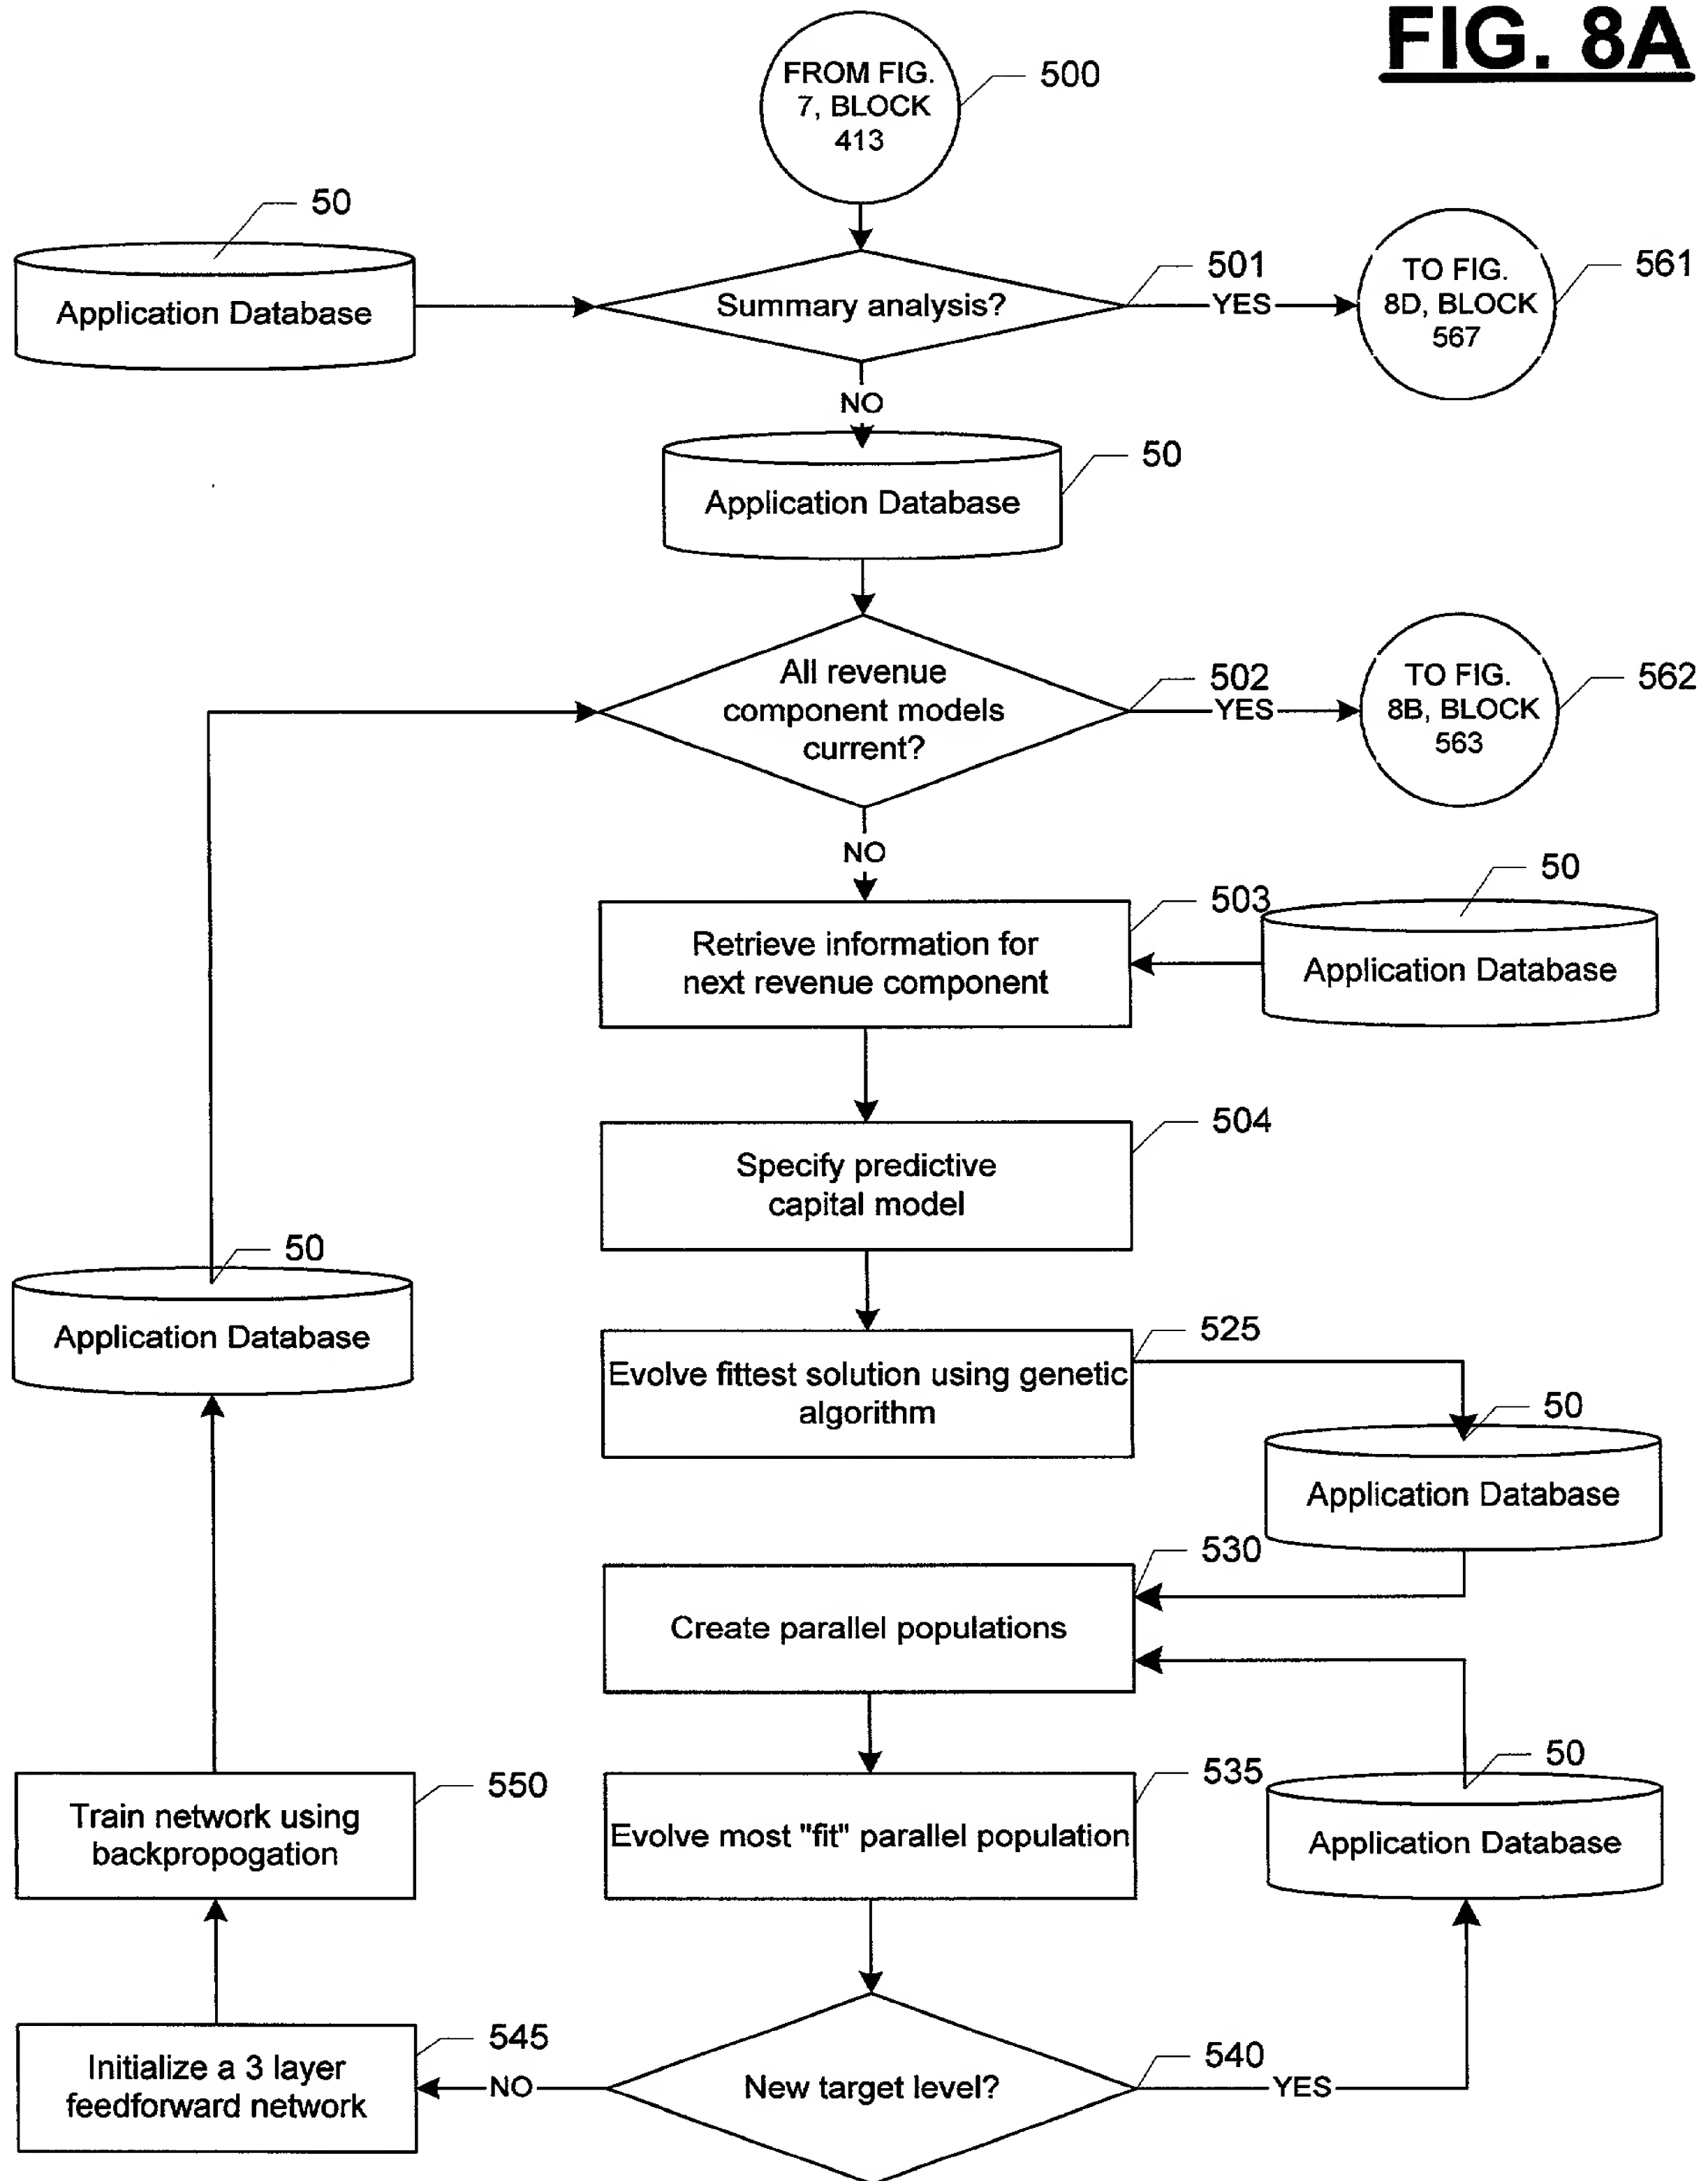 FIG. 8A
FROM FIG.
7, BLOCK
413
500
50
Application Database
Summary analysis?
501
YES
TO FIG.
8D, BLOCK
567
561
NO
50
Application Database
All revenue
component models
current?
502
YES
TO FIG.
8B, BLOCK
563
562
NO
503
Retrieve information for
next revenue component
50
Application Database
504
Specify predictive
capital model
50
Application Database
525
Evolve fittest solution using genetic
algorithm
50
Application Database
530
Create parallel populations
550
Train network using
backpropogation
535
Evolve most "fit" parallel population
50
Application Database
545
Initialize a 3 layer
feedforward network
NO
New target level?
540
YES